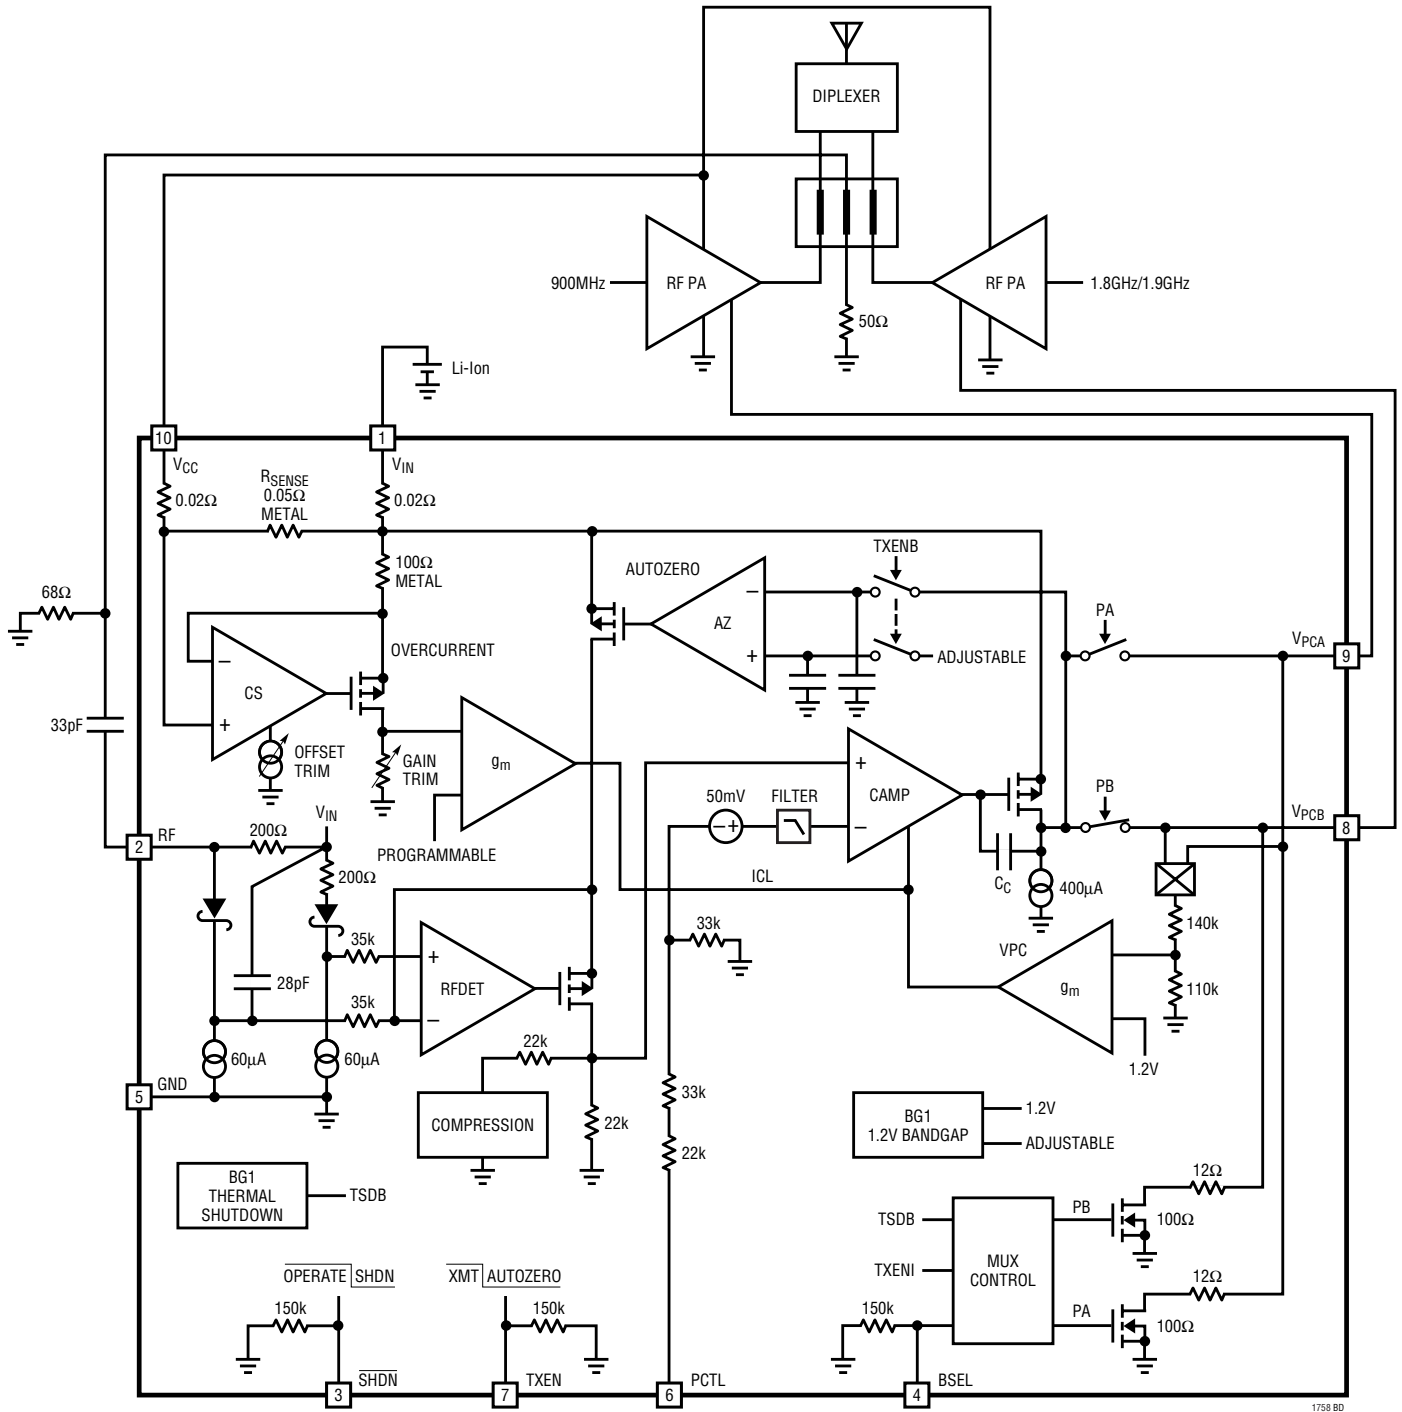 DIPLEXER
900MHz
RF PA
RF PA
1.8GHz/1.9GHz
50Ω
Li-Ion
10
1
VCC
VIN
RSENSE
0.05Ω
METAL
0.02Ω
0.02Ω
100Ω
METAL
68Ω
AUTOZERO
AZ
−
+
TXENB
ADJUSTABLE
PA
VPCA
9
OVERCURRENT
−
CS
+
OFFSET
TRIM
GAIN
TRIM
gm
PROGRAMMABLE
33pF
50mV
− +
FILTER
+
CAMP
−
PB
VPCB
8
VIN
RF
2
200Ω
200Ω
ICL
CC
400µA
35k
28pF
35k
+
RFDET
−
33k
VPC
gm
140k
110k
1.2V
60µA
60µA
22k
GND
5
COMPRESSION
22k
33k
22k
BG1
1.2V BANDGAP
1.2V
ADJUSTABLE
BG1
THERMAL
SHUTDOWN
TSDB
TSDB
TXENI
MUX
CONTROL
PB
12Ω
100Ω
PA
12Ω
100Ω
OPERATE SHDN
XMT AUTOZERO
150k
150k
150k
3
SHDN
7
TXEN
6
PCTL
4
BSEL
1758 BD